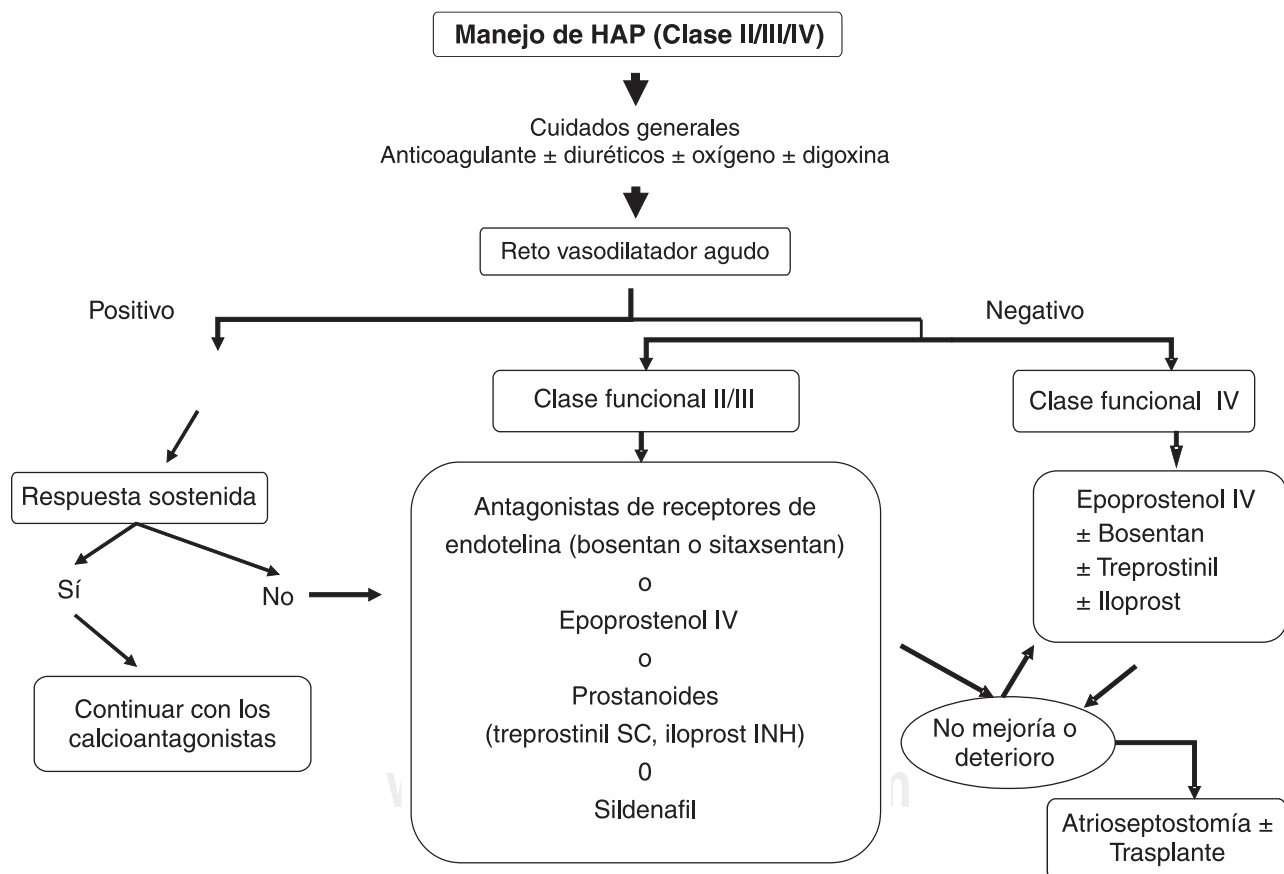 Manejo de HAP (Clase II/III/IV)
Cuidados generales
Anticoagulante ± diuréticos ± oxígeno ± digoxina
Reto vasodilatador agudo
Positivo
Negativo
Clase funcional II/III
Clase funcional IV
Respuesta sostenida
Sí
No
Continuar con los
calcioantagonistas
Antagonistas de receptores de
endotelina (bosentan o sitaxsentan)
o
Epoprostenol IV
o
Prostanoides
(treprostinil SC, iloprost INH)
0
Sildenafil
Epoprostenol IV
± Bosentan
± Treprostinil
± Iloprost
No mejoría o
deterioro
Atrioseptostomía ±
Trasplante